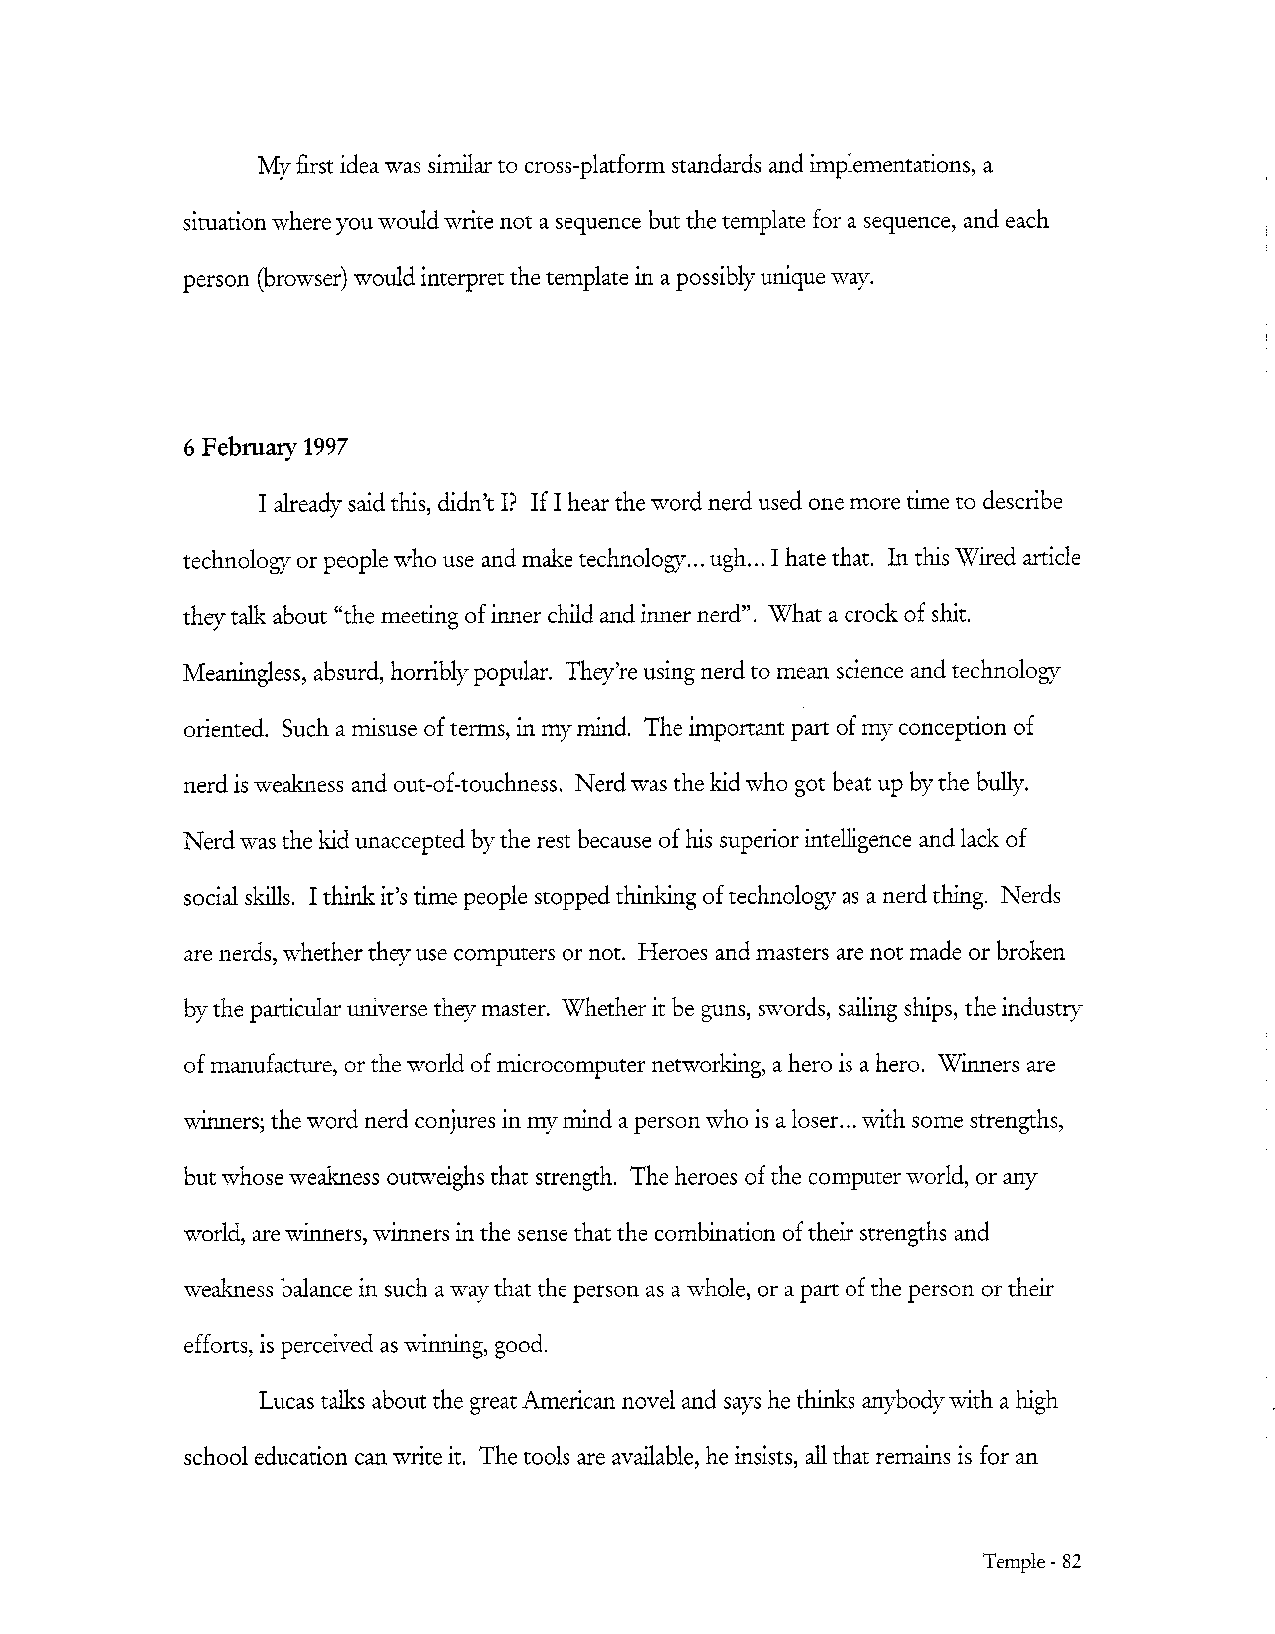 My first idea was similar to cross-platform standards and implementations, a
situation where you would write not a sequence but the template for a sequence, and each
person (browser) would interpret the template in a possibly unique way.
6 February 1997
I already said this, didn't I? If I hear the word nerd used one more time to describe
technology or people who use and make technology... ugh... I hate that. In this Wired article
they talk about “the meeting of inner child and inner nerd”. What a crock of shit.
Meaningless, absurd, horribly popular. They're using nerd to mean science and technology
oriented. Such a misuse of terms, in my mind. The important part of my conception of
nerd is weakness and out-of-touchness. Nerd was the kid who got beat up by the bully.
Nerd was the kid unaccepted by the rest because of his superior intelligence and lack of
social skills. I think it's time people stopped thinking of technology as a nerd thing. Nerds
are nerds, whether they use computers or not. Heroes and masters are not made or broken
by the particular universe they master. Whether it be guns, swords, sailing ships, the industry
of manufacture, or the world of microcomputer networking, a hero is a hero. Winners are
winners; the word nerd conjures in my mind a person who is a loser... with some strengths,
but whose weakness outweighs that strength. The heroes of the computer world, or any
world, are winners, winners in the sense that the combination of their strengths and
weakness balance in such a way that the person as a whole, or a part of the person or their
efforts, is perceived as winning, good.
Lucas talks about the great American novel and says he thinks anybody with a high
school education can write it. The tools are available, he insists, all that remains is for an
Temple - 82